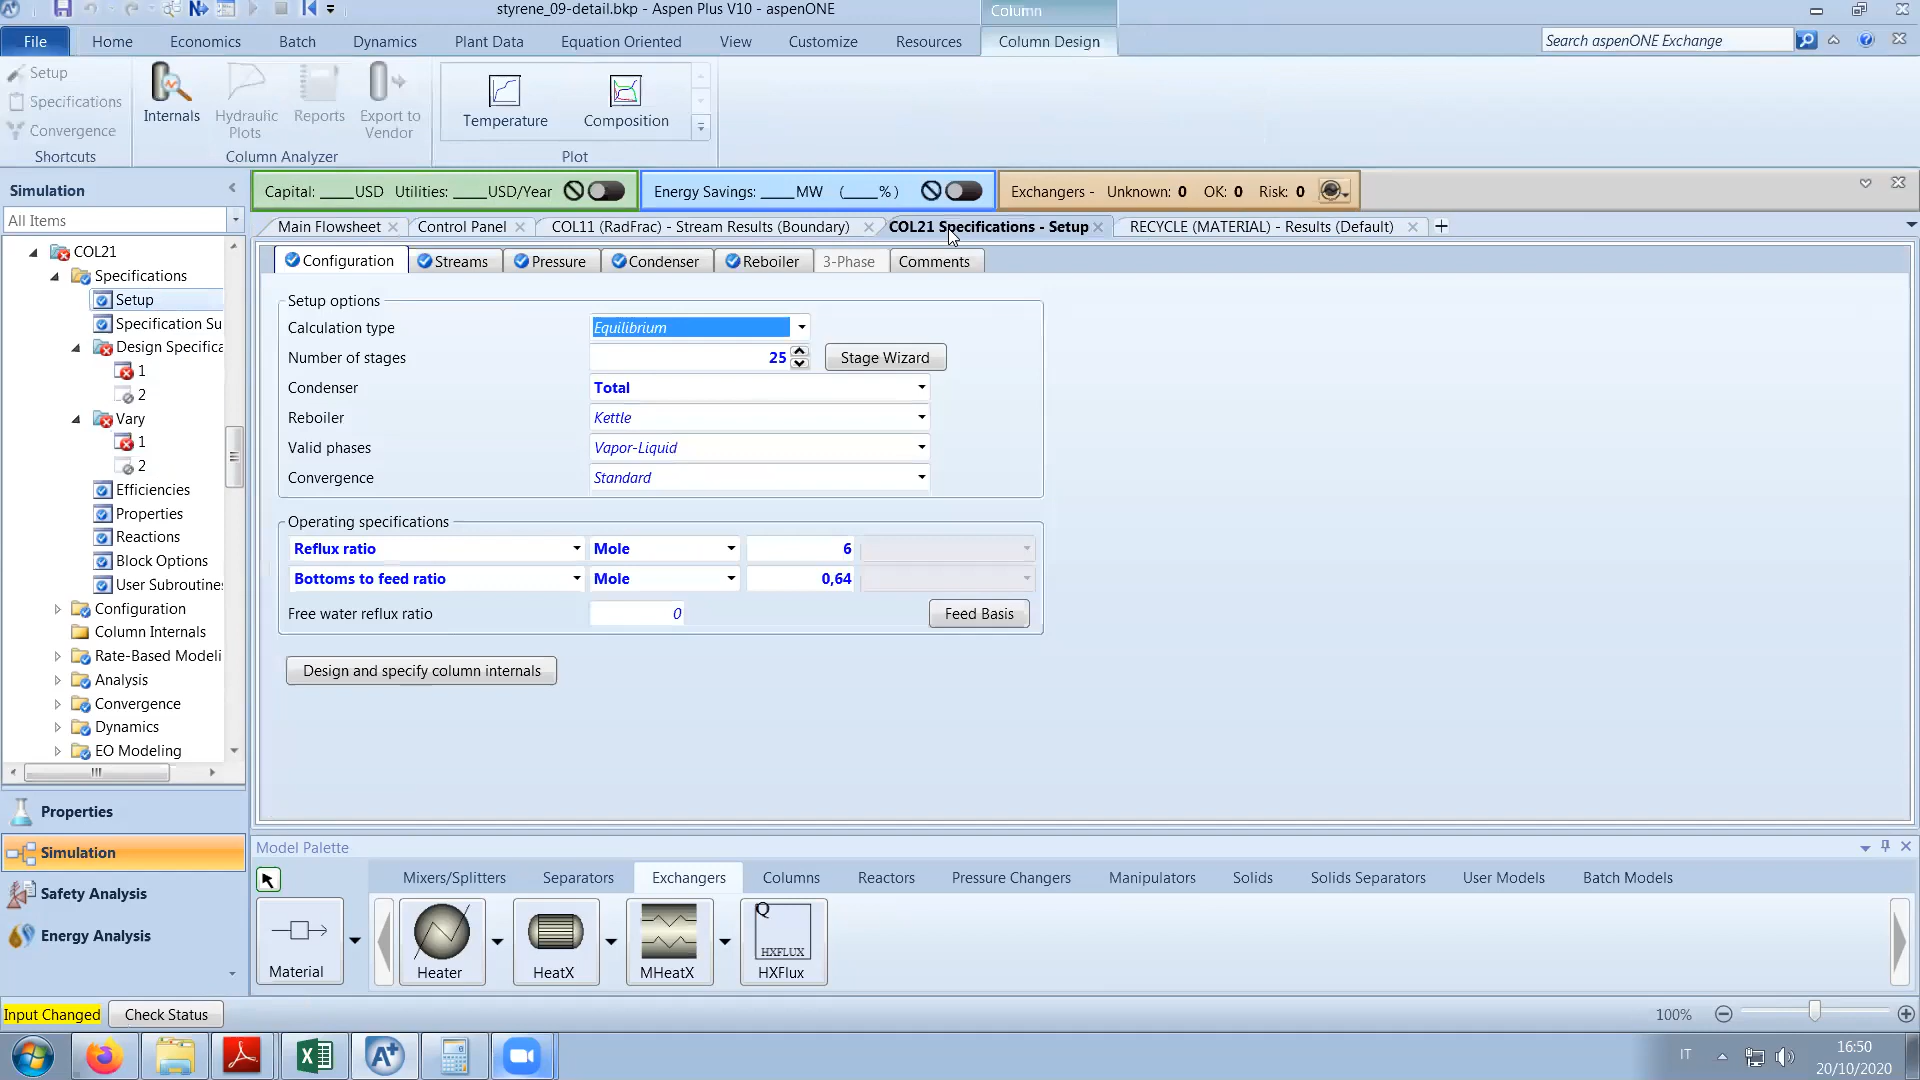 styrene_09-detail.bkp - Aspen Plus V10 - aspenONE
Column
File Home Economics Batch Dynamics Plant Data Equation Oriented View Customize Resources Column Design
Search aspenONE Exchange
Setup
Specifications
Convergence
Shortcuts
Internals
Hydraulic Plots
Reports
Export to Vendor
Column Analyzer
Temperature
Composition
Plot
Simulation
All Items
Capital: ____USD Utilities: ____USD/Year
Energy Savings: ____MW (____%)
Exchangers - Unknown: 0 OK: 0 Risk: 0
Main Flowsheet
Control Panel
COL11 (RadFrac) - Stream Results (Boundary)
COL21 Specifications - Setup
RECYCLE (MATERIAL) - Results (Default)
COL21
Specifications
Setup
Specification Su
Design Specifica
1
2
Vary
1
2
Efficiencies
Properties
Reactions
Block Options
User Subroutines
Configuration
Column Internals
Rate-Based Modeli
Analysis
Convergence
Dynamics
EO Modeling
Properties
Simulation
Safety Analysis
Energy Analysis
Configuration Streams Pressure Condenser Reboiler 3-Phase Comments
Setup options
Calculation type Equilibrium
Number of stages 25 Stage Wizard
Condenser Total
Reboiler Kettle
Valid phases Vapor-Liquid
Convergence Standard
Operating specifications
Reflux ratio Mole 6
Bottoms to feed ratio Mole 0,64
Free water reflux ratio 0 Feed Basis
Design and specify column internals
Model Palette
Mixers/Splitters Separators Exchangers Columns Reactors Pressure Changers Manipulators Solids Solids Separators User Models Batch Models
Material
Heater
HeatX
MHeatX
Q
HXFLUX
HXFlux
Input Changed Check Status
100%
IT
16:50
20/10/2020